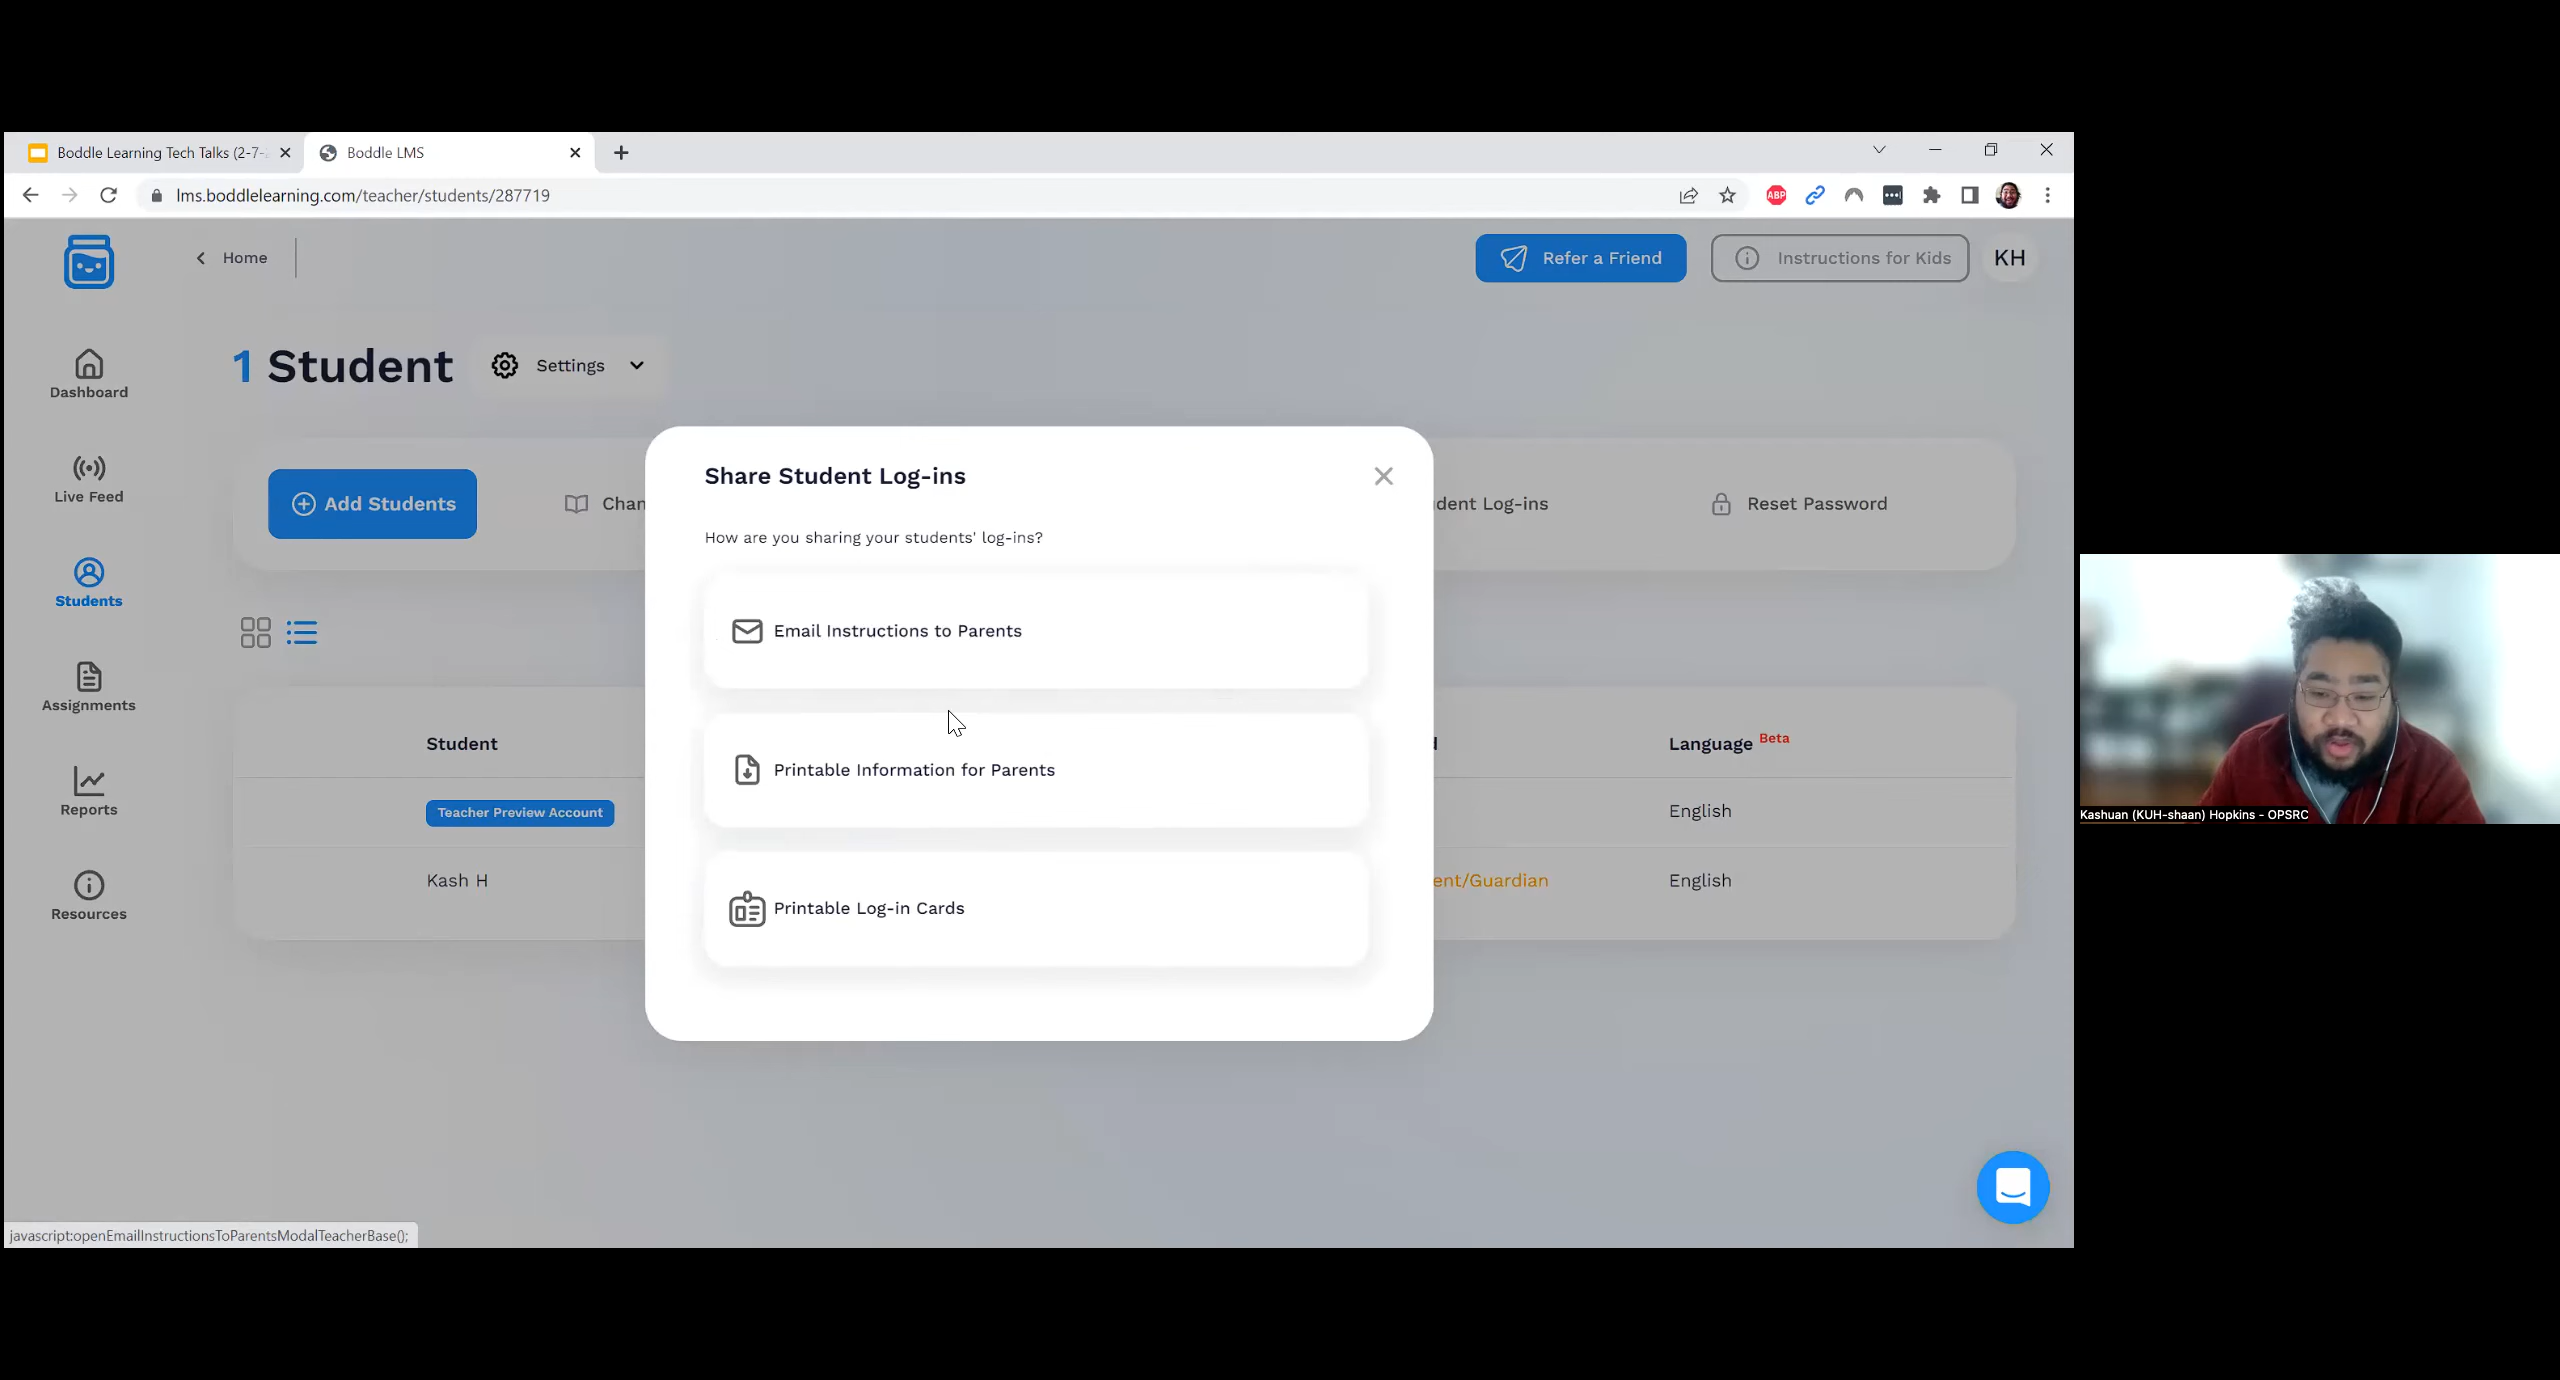 Boddle Learning Tech Talks (2-7-2
Boddle LMS
lms.boddlelearning.com/teacher/students/287719
ABP
Home
Refer a Friend
Instructions for Kids
KH
1 Student
Settings
Dashboard
Live Feed
Students
Assignments
Reports
Resources
Add Students
Chan
dent Log-ins
Reset Password
Share Student Log-ins
How are you sharing your students' log-ins?
Email Instructions to Parents
Printable Information for Parents
Printable Log-in Cards
Student
Language Beta
Teacher Preview Account
English
Kash H
ent/Guardian
English
javascript:openEmailInstructionsToParentsModalTeacherBase();
Kashuan (KUH-shaan) Hopkins - OPSRC